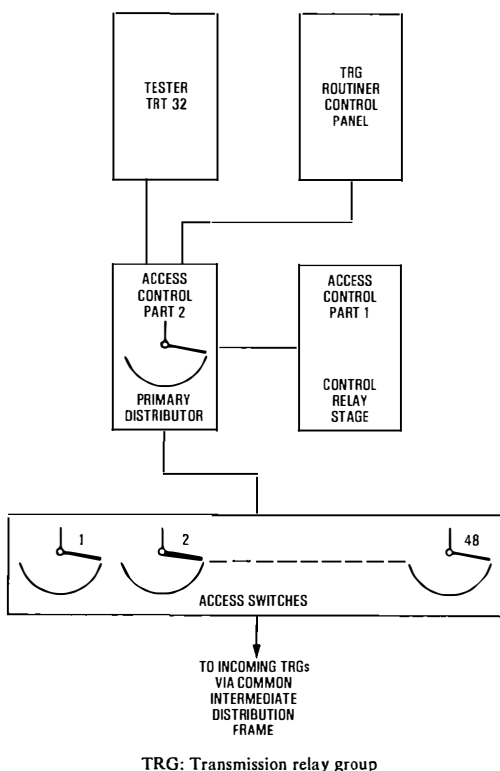 TESTER
TRT 32
TRG
ROUTINER
CONTROL
PANEL
ACCESS
CONTROL
PART 2
PRIMARY
DISTRIBUTOR
ACCESS
CONTROL
PART 1
CONTROL
RELAY
STAGE
1
2
48
ACCESS SWITCHES
TO INCOMING TRGs
VIA COMMON
INTERMEDIATE
DISTRIBUTION
FRAME
TRG: Transmission relay group